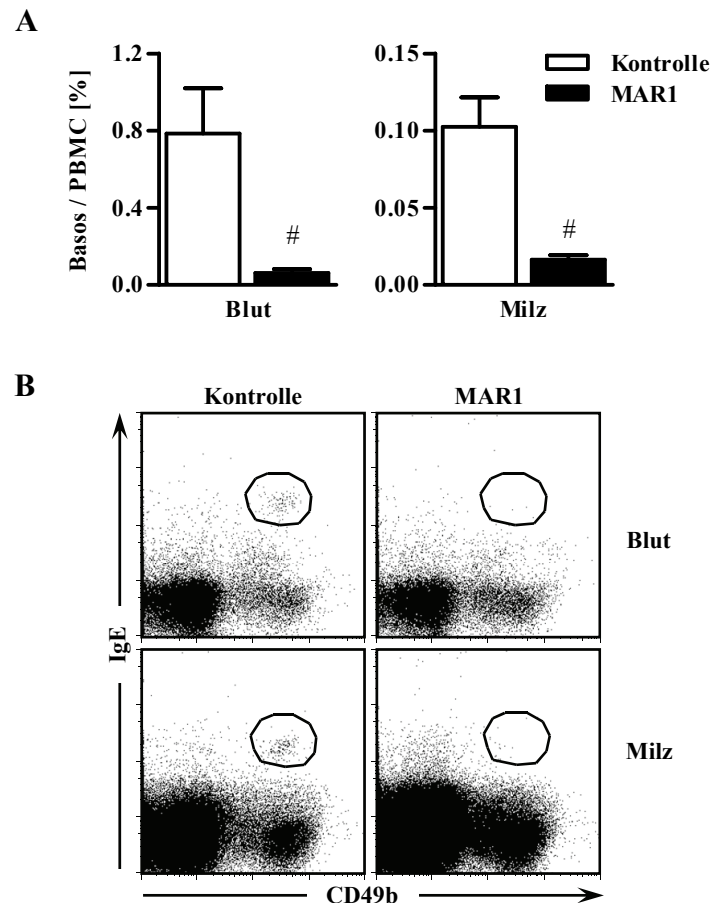 A
Basos / PBMC [%]
1.2
0.8
0.4
0.0
#
Blut
0.15
0.10
0.05
0.00
#
Milz
Kontrolle
MAR1
B
Kontrolle
MAR1
IgE
Blut
Milz
CD49b